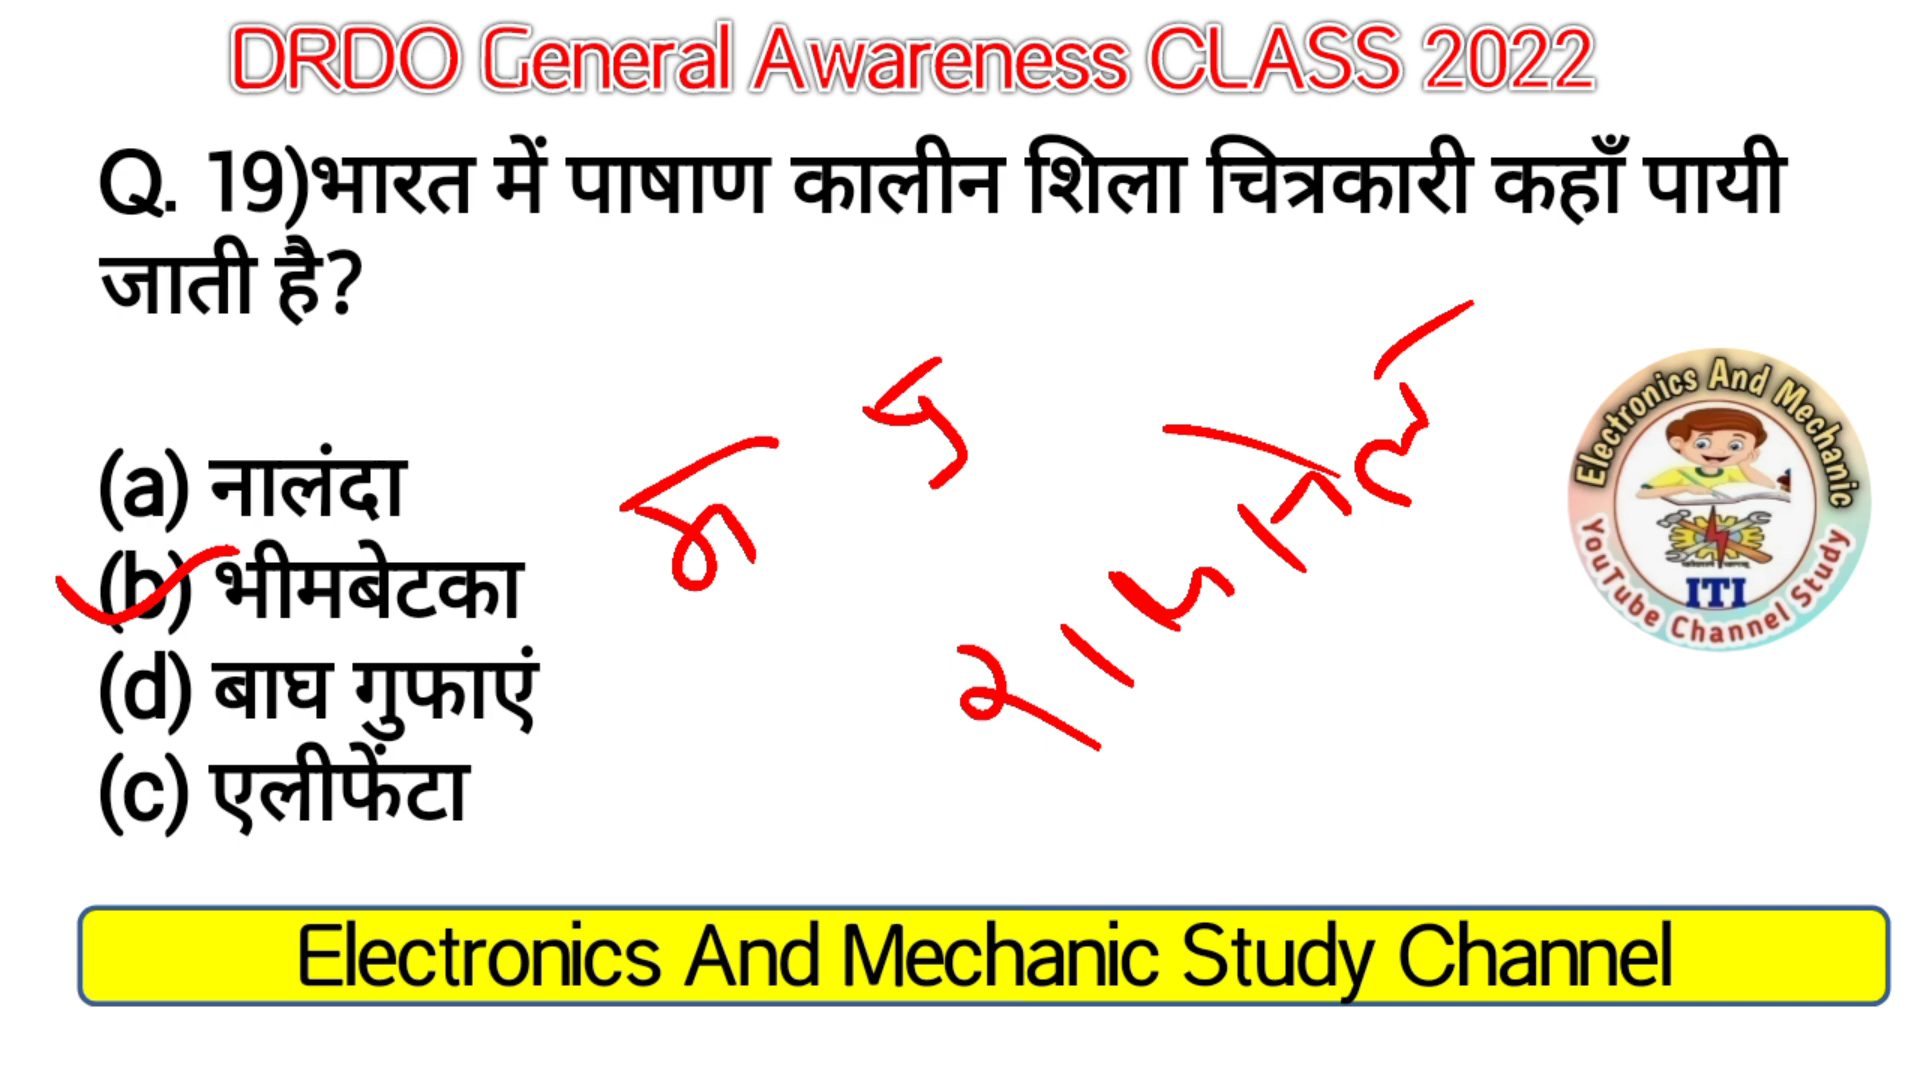 DRDO General Awareness CLASS 2022
Q. 19)भारत में पाषाण कालीन शिला चित्रकारी कहाँ पायी
जाती है?
(a) नालंदा
(b) भीमबेटका
(d) बाघ गुफाएं
(c) एलीफेंटा
म प्र
Electronics And Mechanic
ITI
YouTube Channel Study
Electronics And Mechanic Study Channel